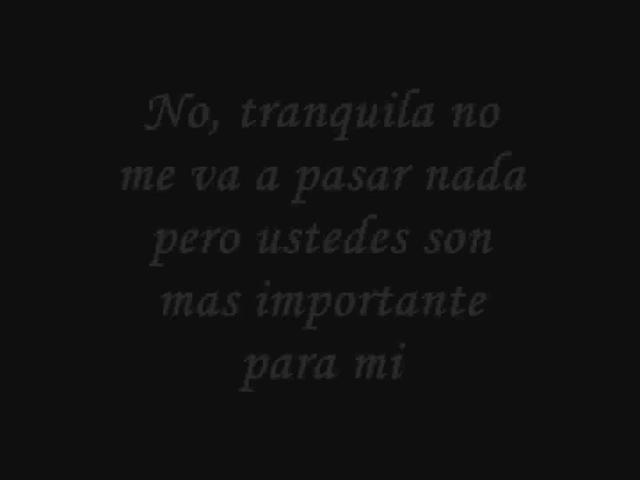 No, tranquila no
me va a pasar nada
pero ustedes son
mas importante
para mi